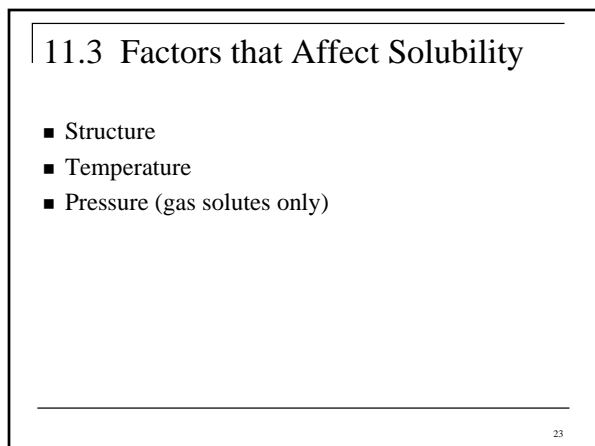 11.3 Factors that Affect Solubility
■ Structure
■ Temperature
■ Pressure (gas solutes only)
23